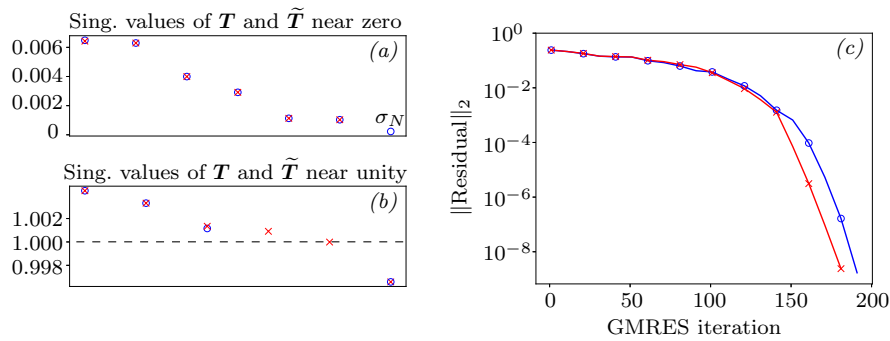 Sing. values of T and T̃ near zero
(a)
0.006
0.004
0.002
0
σ_N
Sing. values of T and T̃ near unity
(b)
1.002
1.000
0.998
(c)
10^0
10^{-2}
10^{-4}
10^{-6}
10^{-8}
||Residual||_2
0 50 100 150 200
GMRES iteration